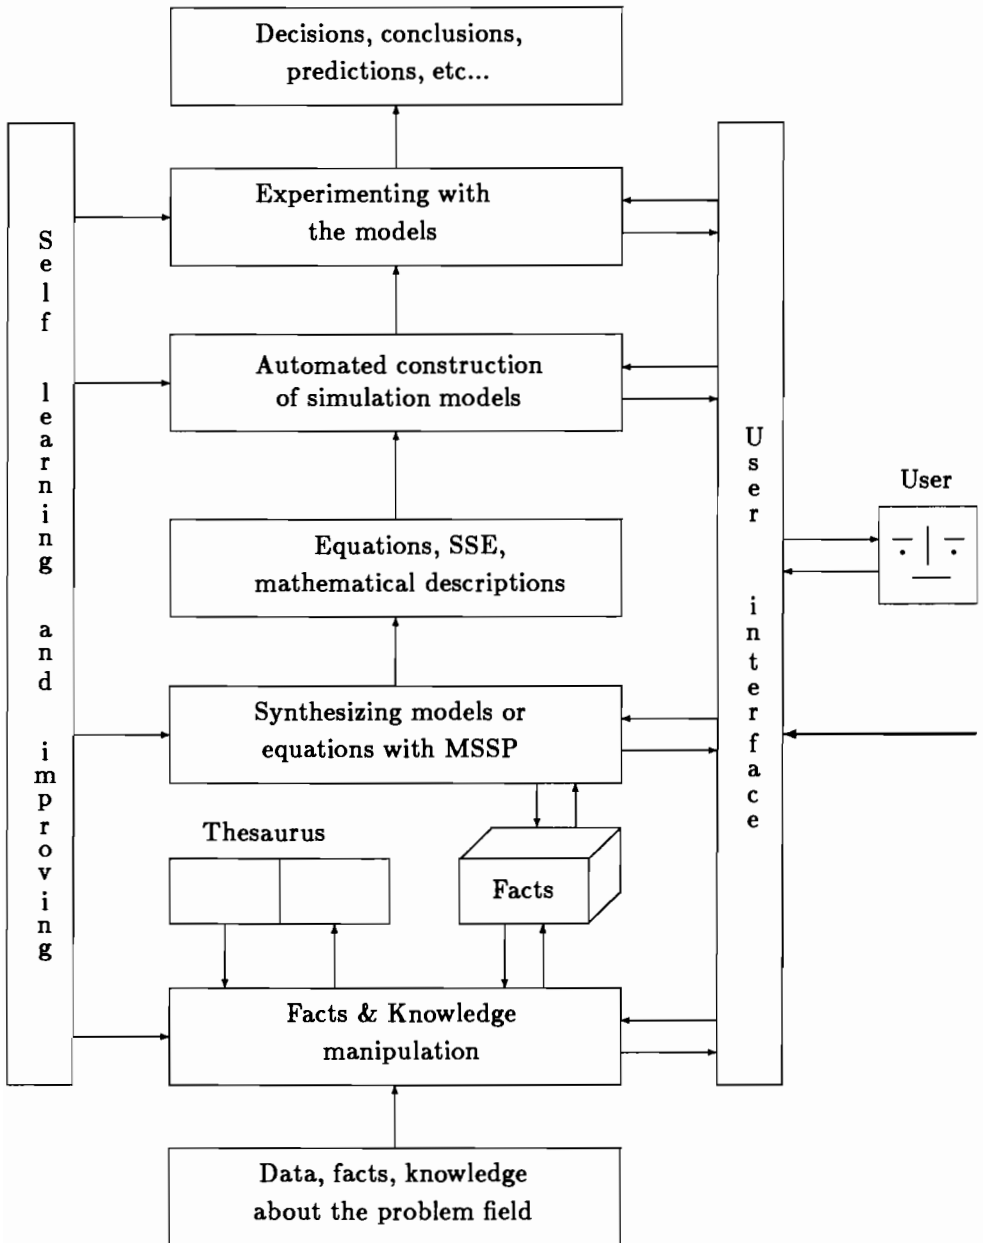 Decisions, conclusions,
predictions, etc...
Experimenting with
the models
Automated construction
of simulation models
Equations, SSE,
mathematical descriptions
Synthesizing models or
equations with MSSP
Thesaurus
Facts
Facts & Knowledge
manipulation
Data, facts, knowledge
about the problem field
Self learning and improving
User interface
User